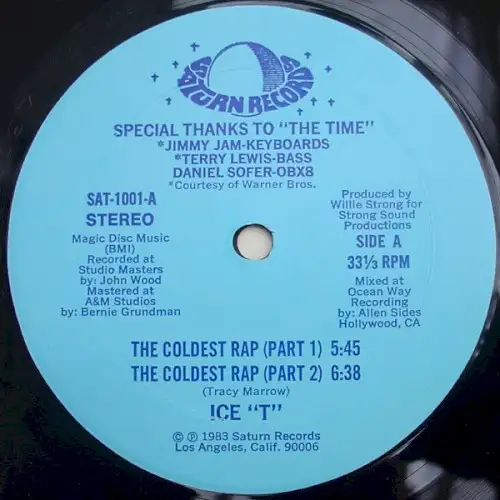 SATURN RECORDS
SPECIAL THANKS TO "THE TIME"
*JIMMY JAM-KEYBOARDS
*TERRY LEWIS-BASS
DANIEL SOFER-OBX8
*Courtesy of Warner Bros.
SAT-1001-A
STEREO
Magic Disc Music
(BMI)
Recorded at
Studio Masters
by: John Wood
Mastered at
A&M Studios
by: Bernie Grundman
Produced by
Willie Strong for
Strong Sound
Productions
SIDE A
33⅓ RPM
Mixed at
Ocean Way
Recording
by: Allen Sides
Hollywood, CA
THE COLDEST RAP (PART 1) 5:45
THE COLDEST RAP (PART 2) 6:38
(Tracy Marrow)
ICE "T"
© ℗ 1983 Saturn Records
Los Angeles, Calif. 90006